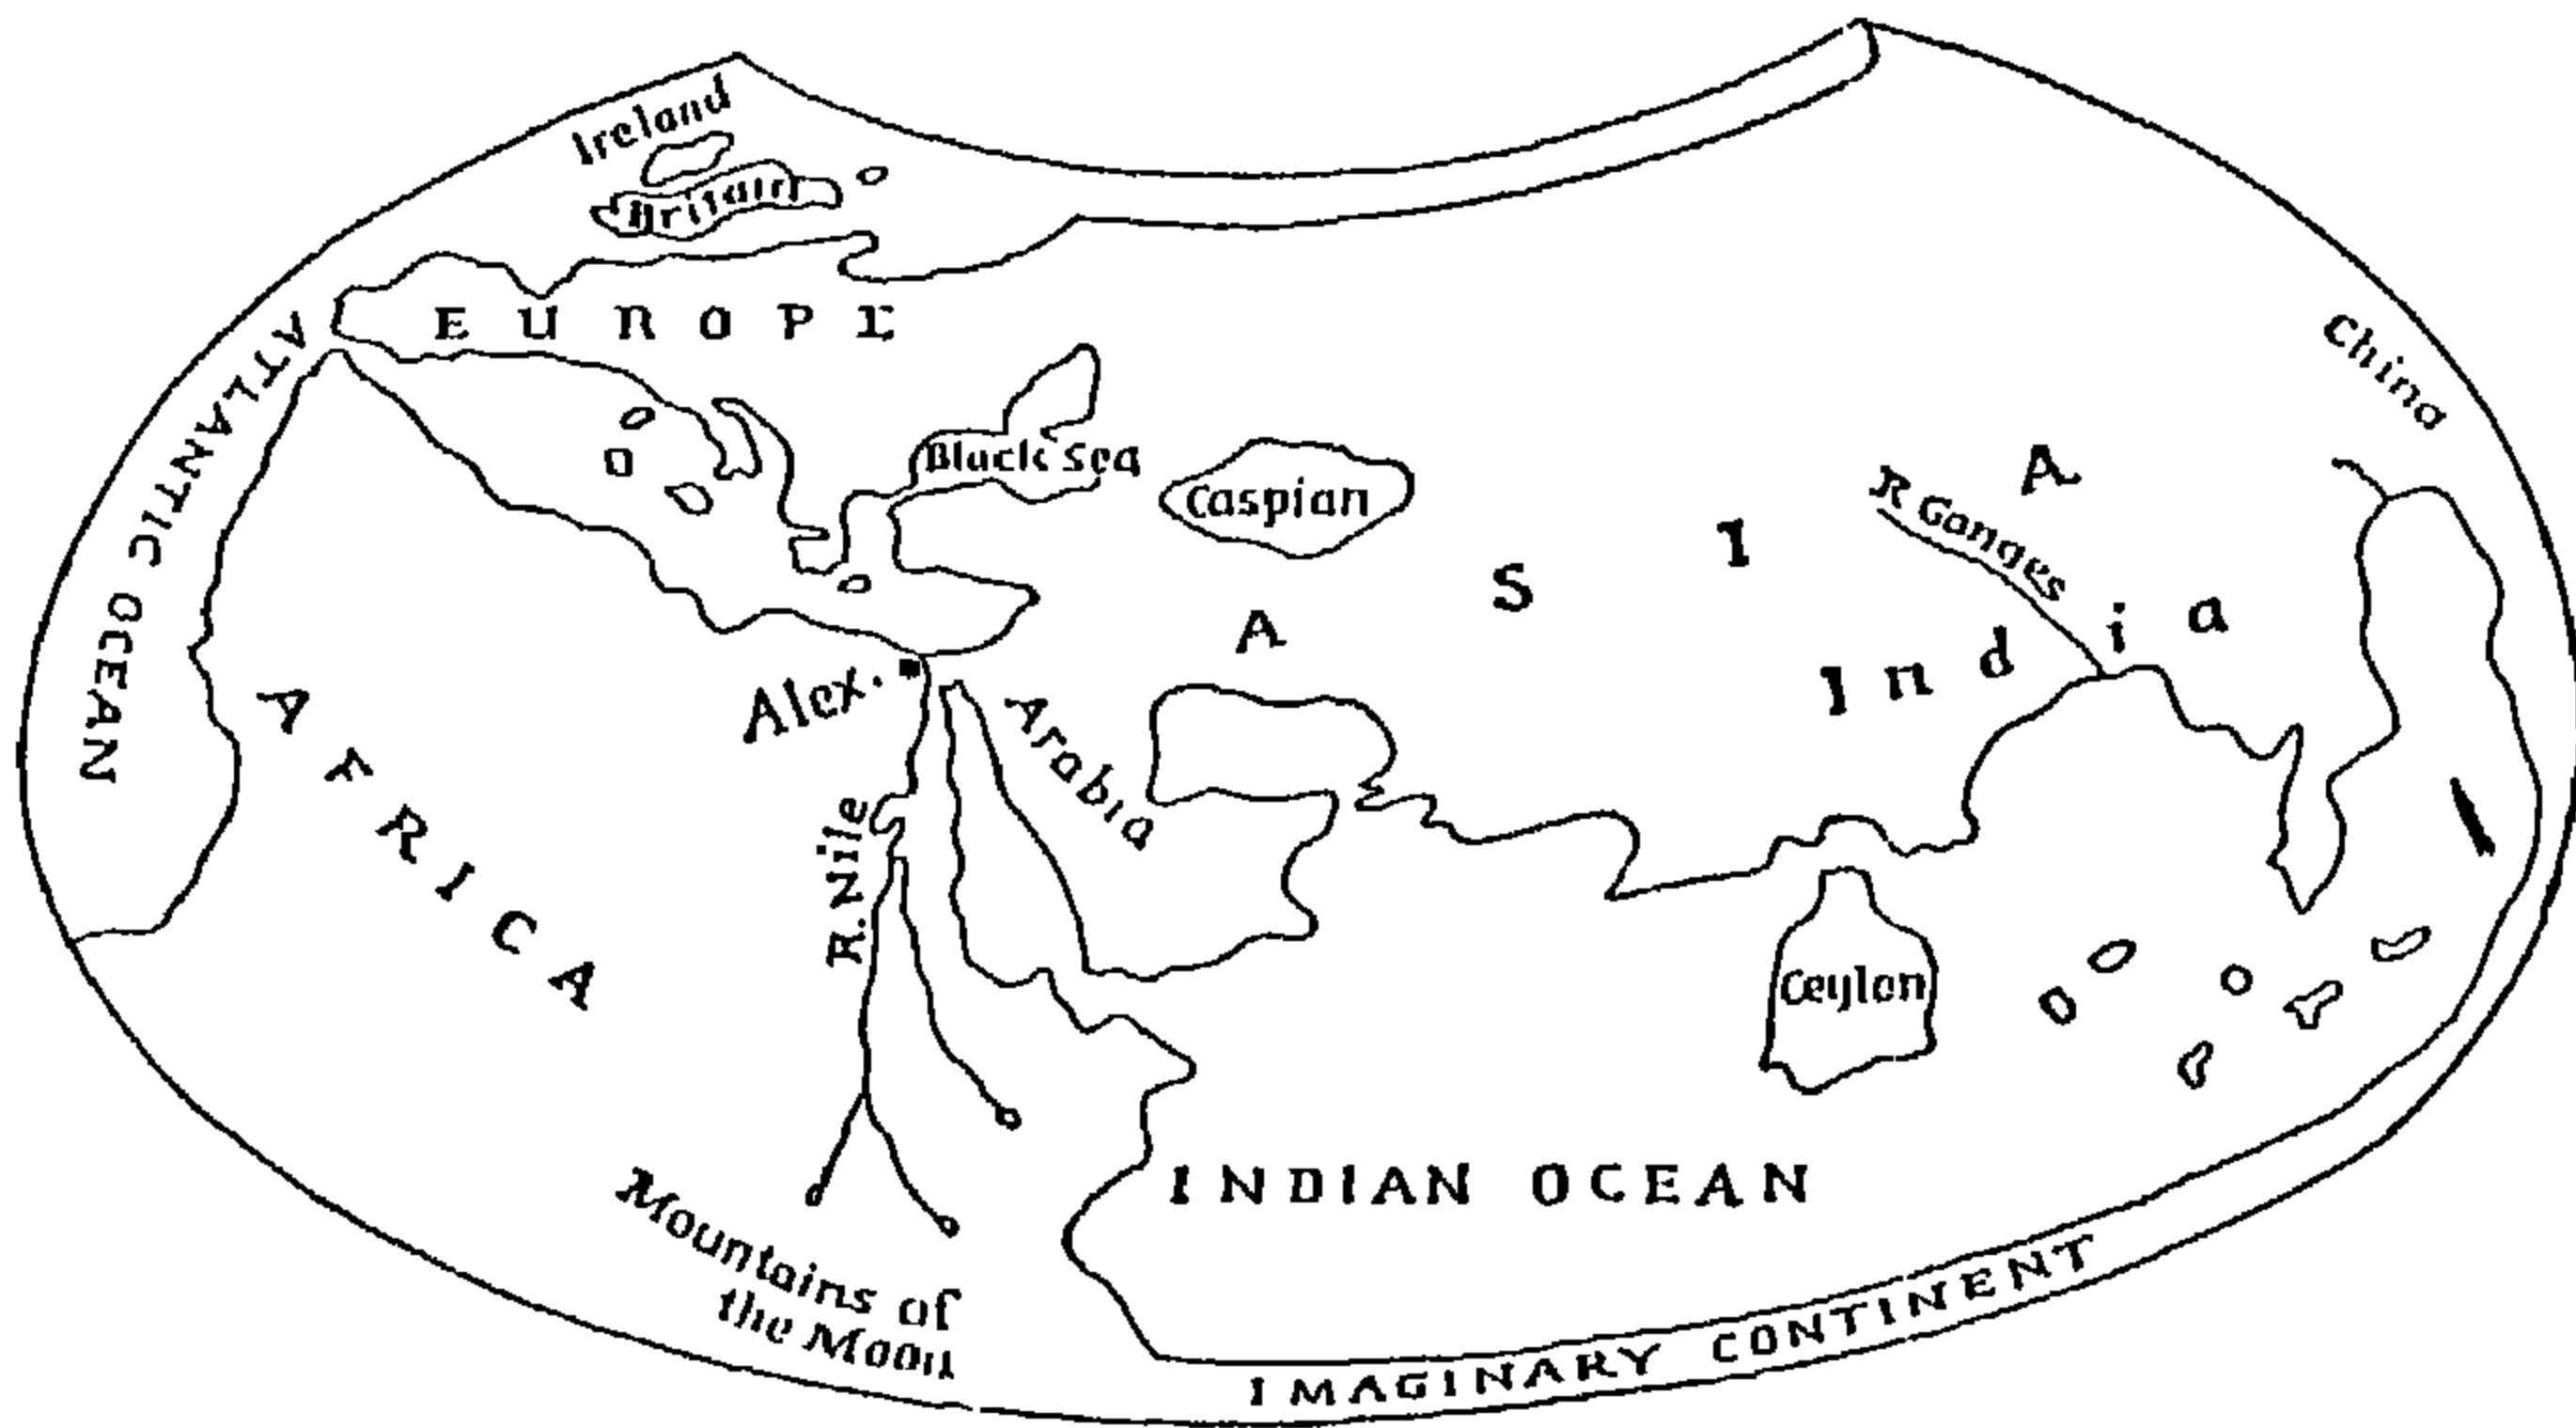 Ireland
Britain
EUROPE
ATLANTIC OCEAN
China
Black Sea
Caspian
R Ganges
ASIA
India
Alex.
Arabia
AFRICA
R. Nile
Ceylon
INDIAN OCEAN
Mountains of
the Moon
IMAGINARY CONTINENT